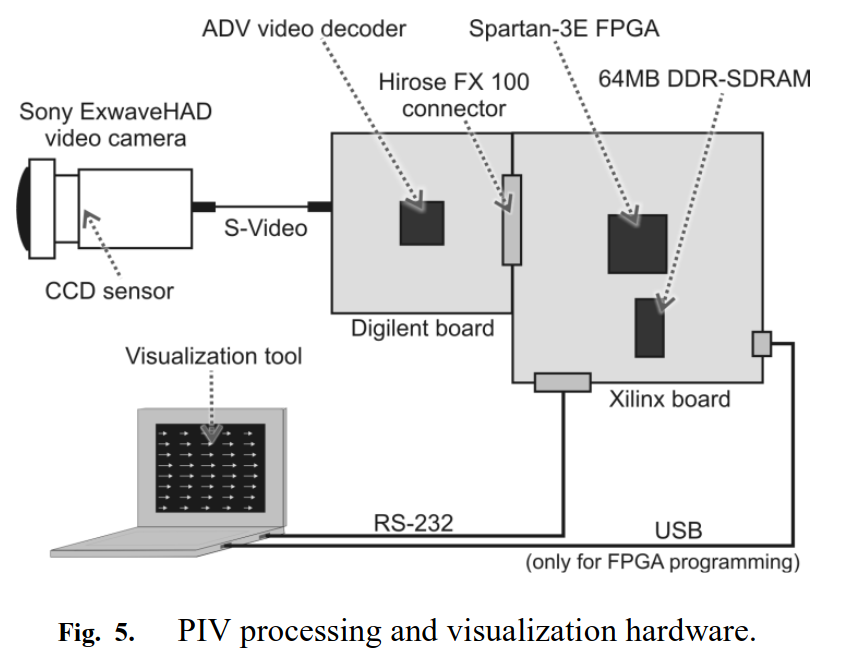 ADV video decoder
Spartan-3E FPGA
Hirose FX 100
connector
64MB DDR-SDRAM
Sony ExwaveHAD
video camera
S-Video
CCD sensor
Digilent board
Visualization tool
Xilinx board
RS-232
USB
(only for FPGA programming)
Fig. 5. PIV processing and visualization hardware.